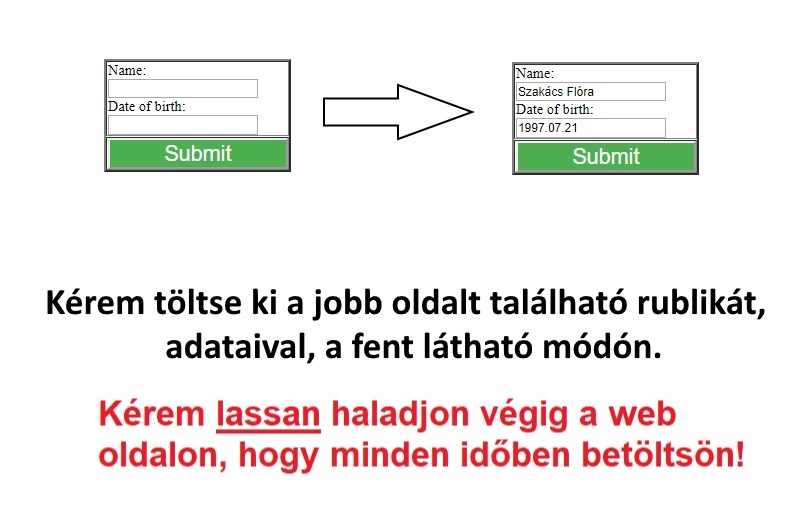 Name:
Date of birth:
Submit
Name:
Szakács Flóra
Date of birth:
1997.07.21
Submit
Kérem töltse ki a jobb oldalt található rublikát,
adataival, a fent látható módón.
Kérem lassan haladjon végig a web
oldalon, hogy minden időben betöltsön!